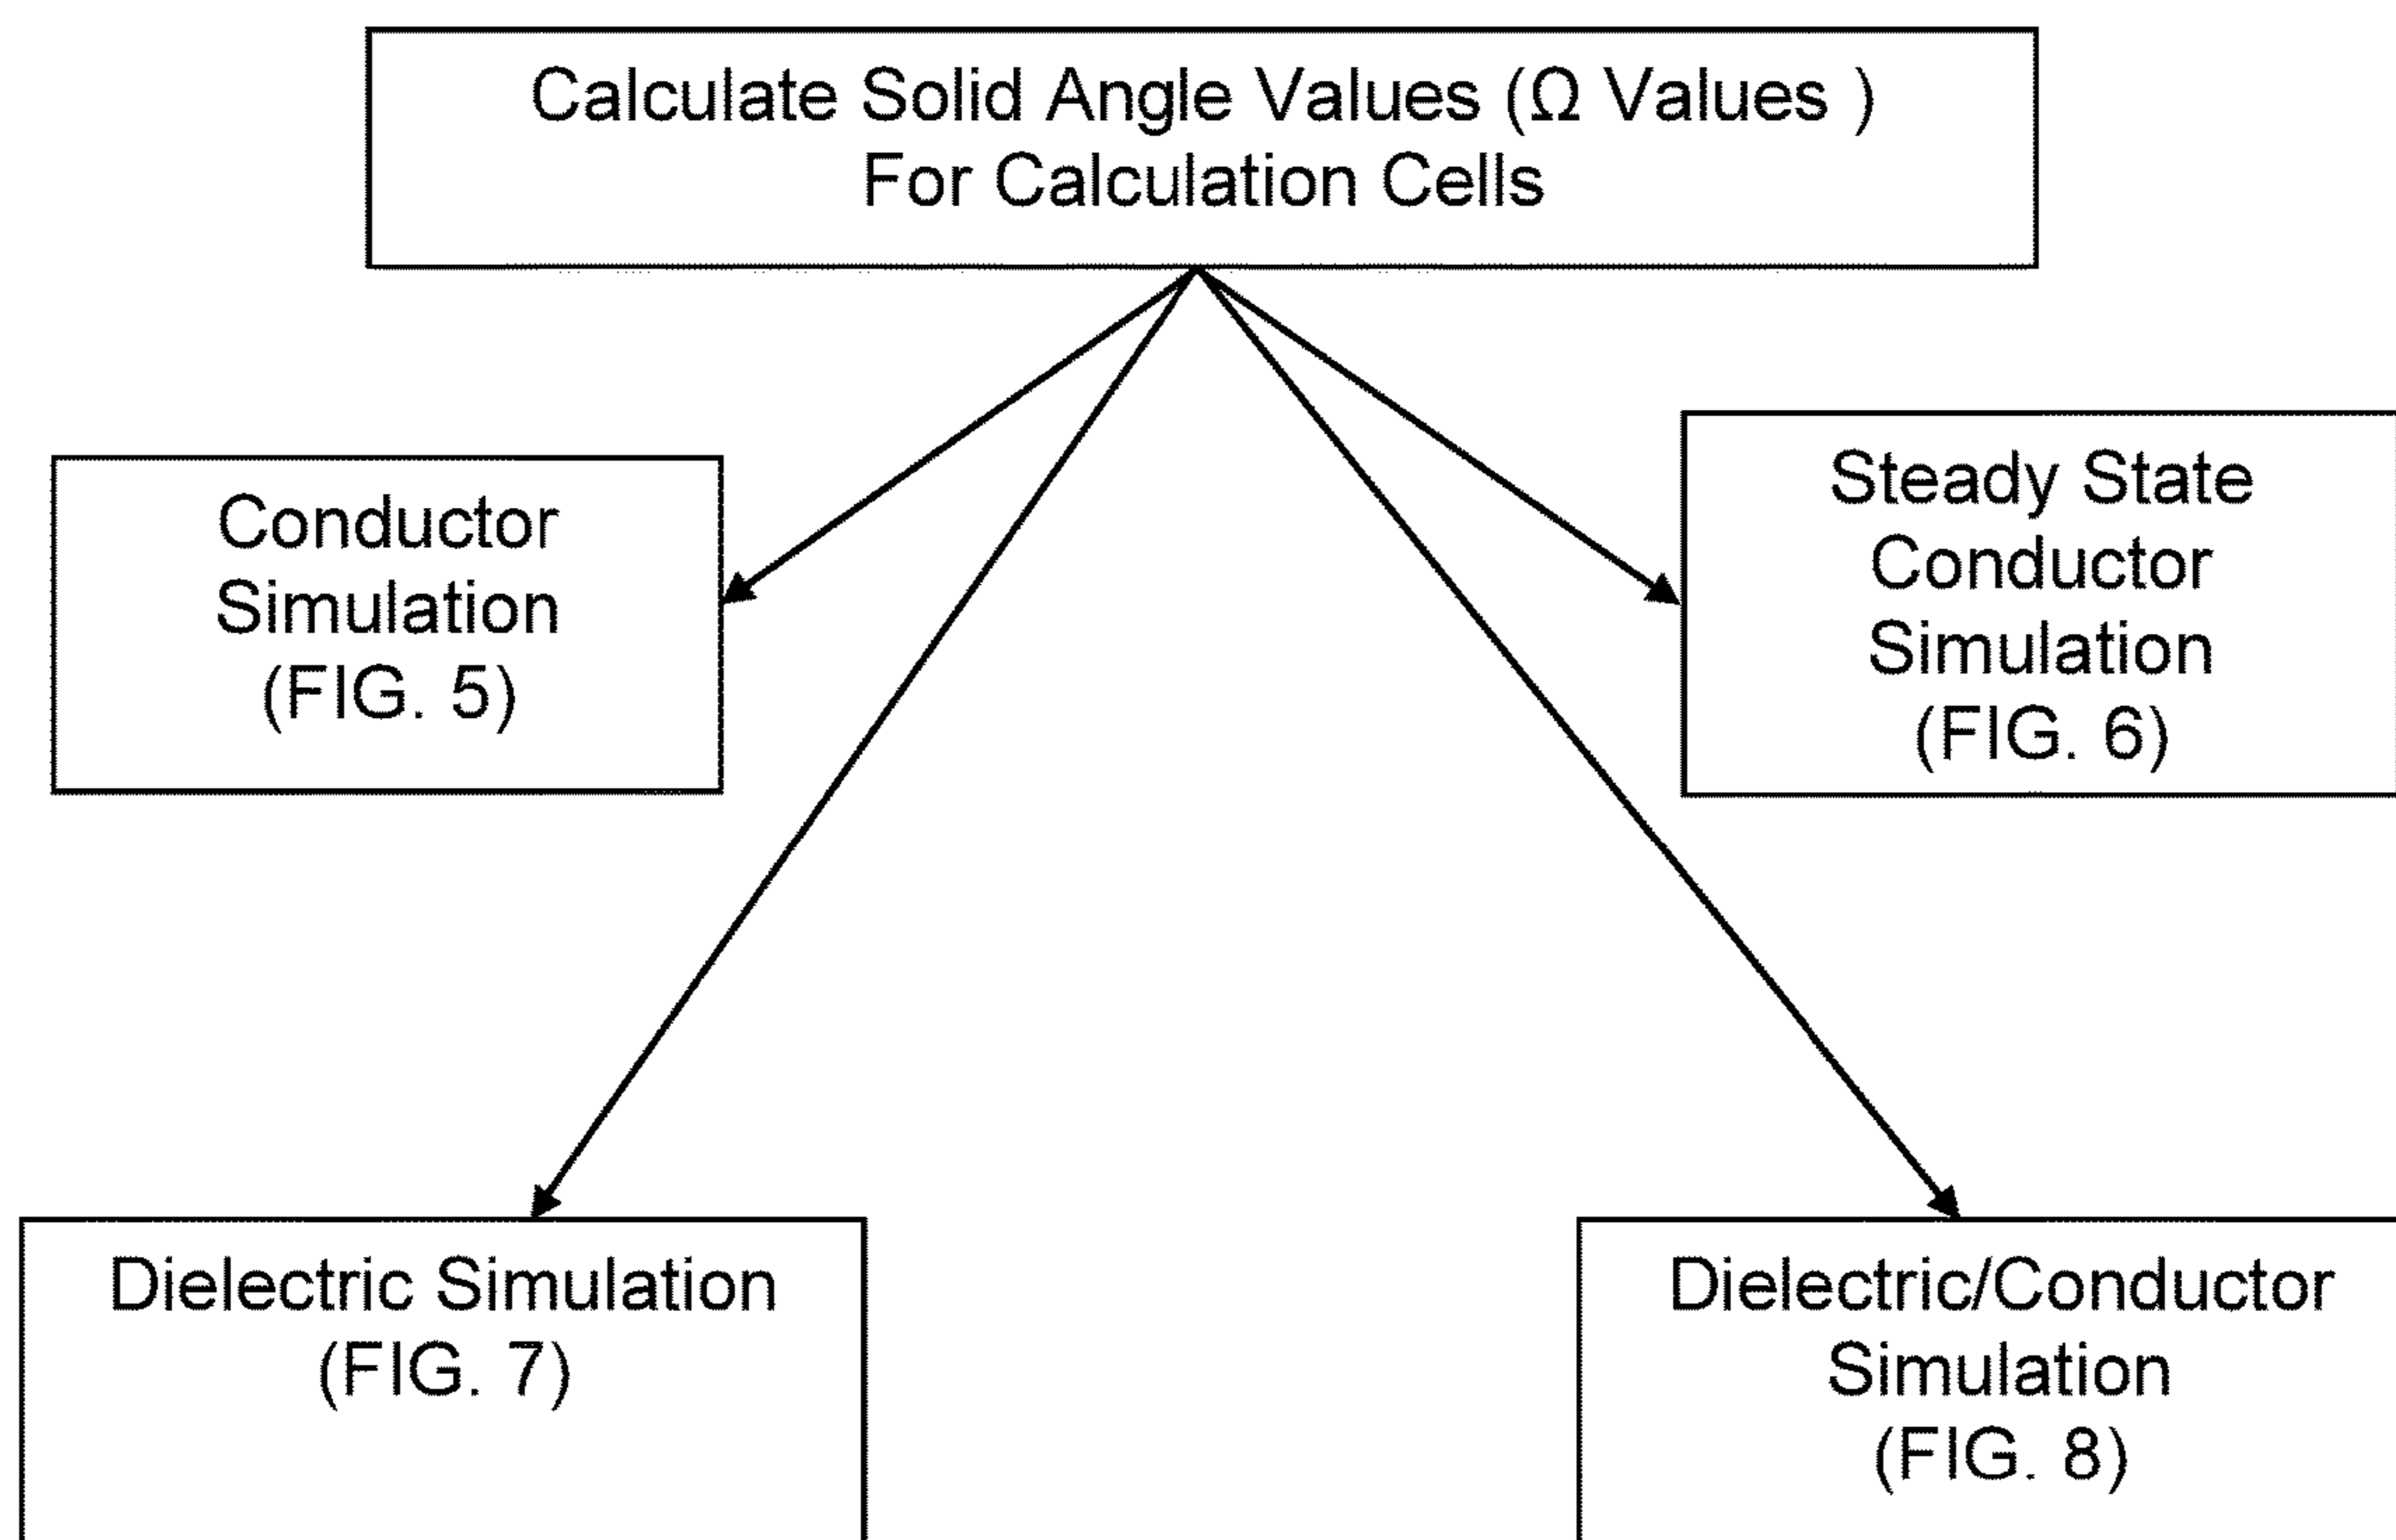 Calculate Solid Angle Values (Ω Values )
For Calculation Cells
Conductor
Simulation
(FIG. 5)
Steady State
Conductor
Simulation
(FIG. 6)
Dielectric Simulation
(FIG. 7)
Dielectric/Conductor
Simulation
(FIG. 8)